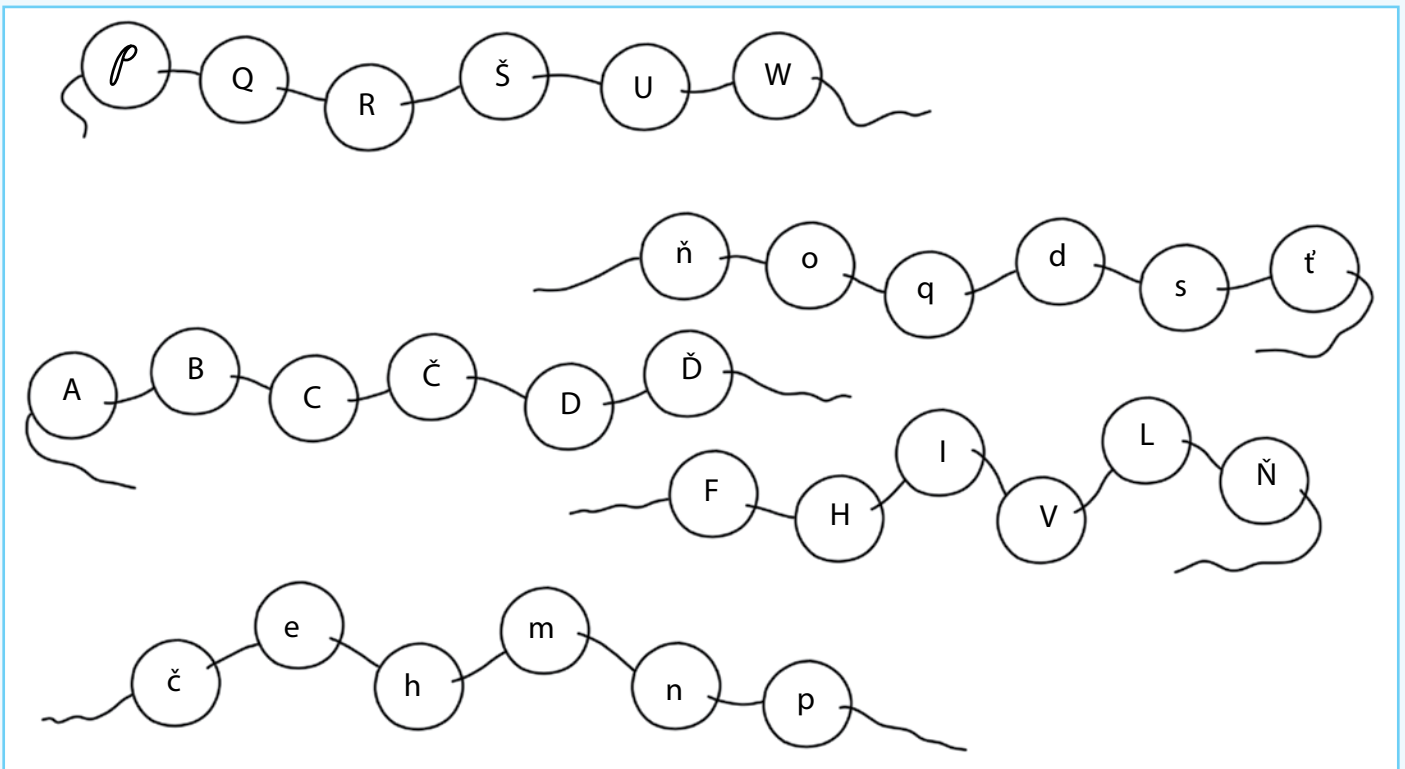 P Q R Š U W
ň o q d s ť
A B C Č D Ď
F H I V L Ň
č e h m n p